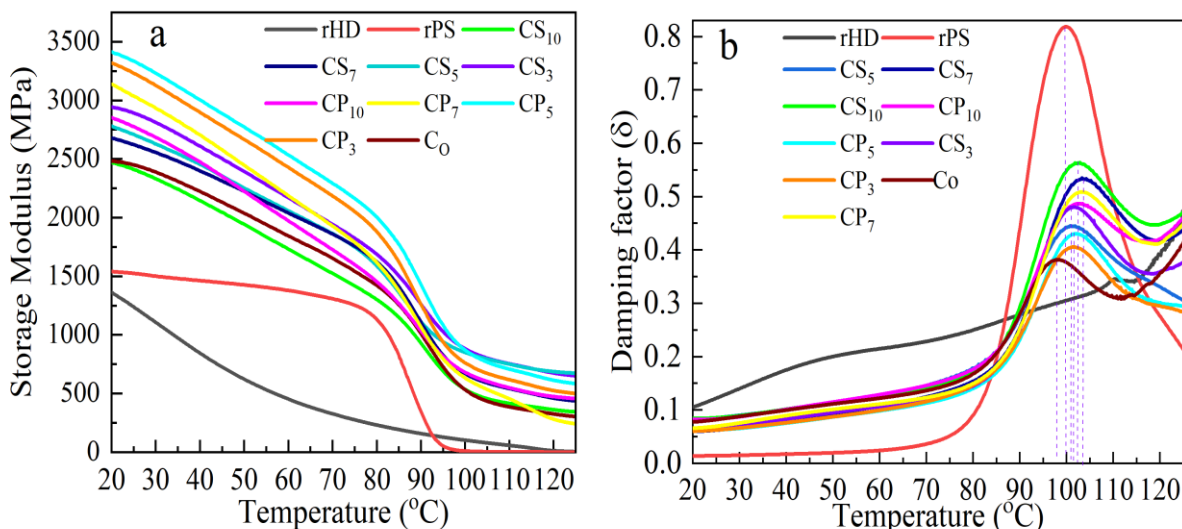 a
rHD rPS CS10
CS7 CS5 CS3
CP10 CP7 CP5
CP3 CO
Storage Modulus (MPa)
3500
3000
2500
2000
1500
1000
500
0
20 30 40 50 60 70 80 90 100 110 120
Temperature (oC)
b
rHD rPS
CS5 CS7
CS10 CP10
CP5 CS3
CP3 Co
CP7
Damping factor (δ)
0.8
0.7
0.6
0.5
0.4
0.3
0.2
0.1
0.0
20 30 40 50 60 70 80 90 100 110 120
Temperature (oC)